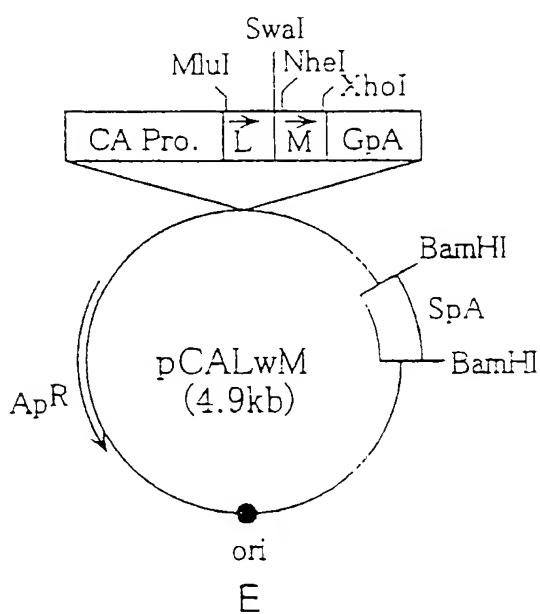 SwaI
MluI NheI
XhoI
CA Pro. L M GpA
BamHI
SpA
BamHI
pCALwM
(4.9kb)
ApR
ori
E